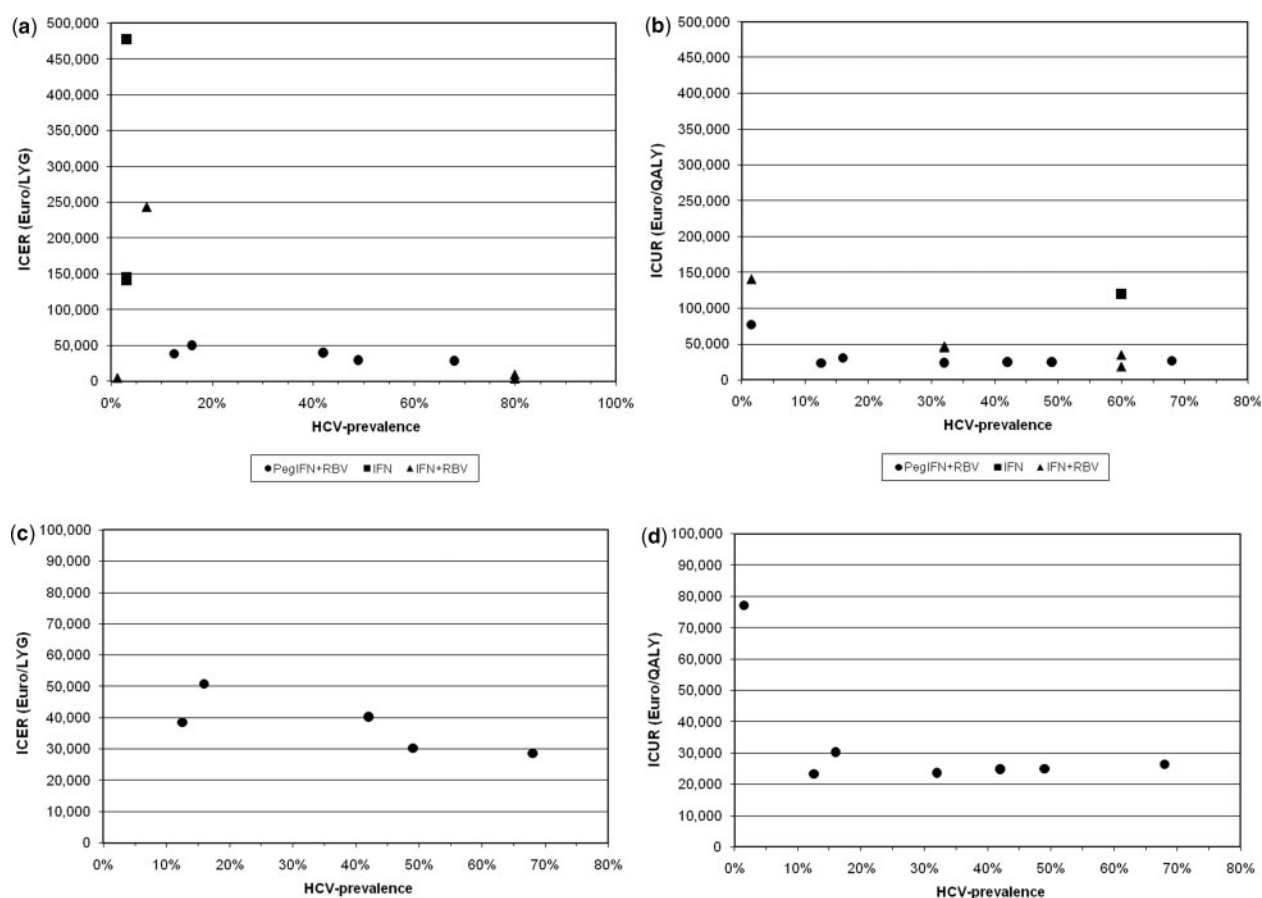 (a)
ICER (Euro/LYG)
500,000
450,000
400,000
350,000
300,000
250,000
200,000
150,000
100,000
50,000
0
0% 20% 40% 60% 80% 100%
HCV-prevalence
PegIFN+RBV IFN IFN+RBV
(b)
ICUR (Euro/QALY)
500,000
450,000
400,000
350,000
300,000
250,000
200,000
150,000
100,000
50,000
0
0% 10% 20% 30% 40% 50% 60% 70% 80%
HCV-prevalence
PegIFN+RBV IFN IFN+RBV
(c)
ICER (Euro/LYG)
100,000
90,000
80,000
70,000
60,000
50,000
40,000
30,000
20,000
10,000
0
0% 10% 20% 30% 40% 50% 60% 70% 80%
HCV-prevalence
(d)
ICUR (Euro/QALY)
100,000
90,000
80,000
70,000
60,000
50,000
40,000
30,000
20,000
10,000
0
0% 10% 20% 30% 40% 50% 60% 70% 80%
HCV-prevalence